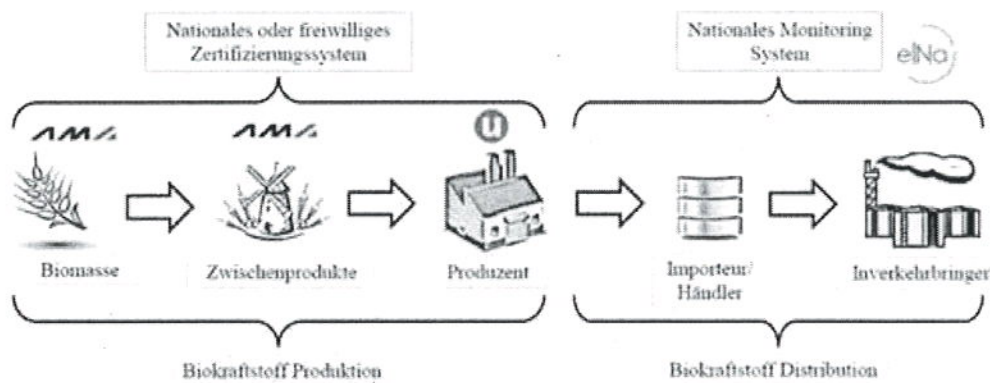 Nationales oder freiwilliges
Zertifizierungssystem
Nationales Monitoring
System
elNa
AMA
AMA
u
Biomasse
Zwischenprodukte
Produzent
Importeur/
Händler
Inverkehrbringer
Biokraftstoff Produktion
Biokraftstoff Distribution